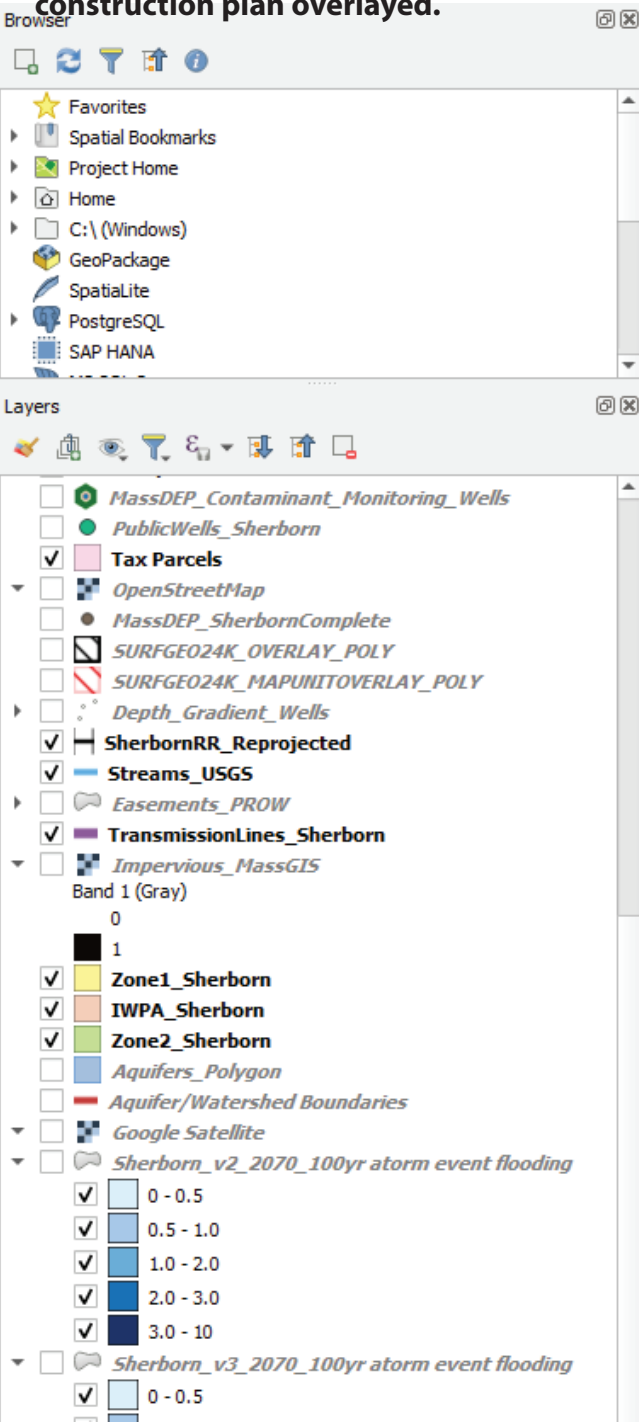 construction plan overlayed.
Browser
Favorites
Spatial Bookmarks
Project Home
Home
C:\ (Windows)
GeoPackage
SpatiaLite
PostgreSQL
SAP HANA
Layers
MassDEP_Contaminant_Monitoring_Wells
PublicWells_Sherborn
Tax Parcels
OpenStreetMap
MassDEP_SherbornComplete
SURFGEO24K_OVERLAY_POLY
SURFGEO24K_MAPUNITOVERLAY_POLY
Depth_Gradient_Wells
SherbornRR_Reprojected
Streams_USGS
Easements_PROW
TransmissionLines_Sherborn
Impervious_MassGIS
Band 1 (Gray)
0
1
Zone1_Sherborn
IWPA_Sherborn
Zone2_Sherborn
Aquifers_Polygon
Aquifer/Watershed Boundaries
Google Satellite
Sherborn_v2_2070_100yr atorm event flooding
0 - 0.5
0.5 - 1.0
1.0 - 2.0
2.0 - 3.0
3.0 - 10
Sherborn_v3_2070_100yr atorm event flooding
0 - 0.5